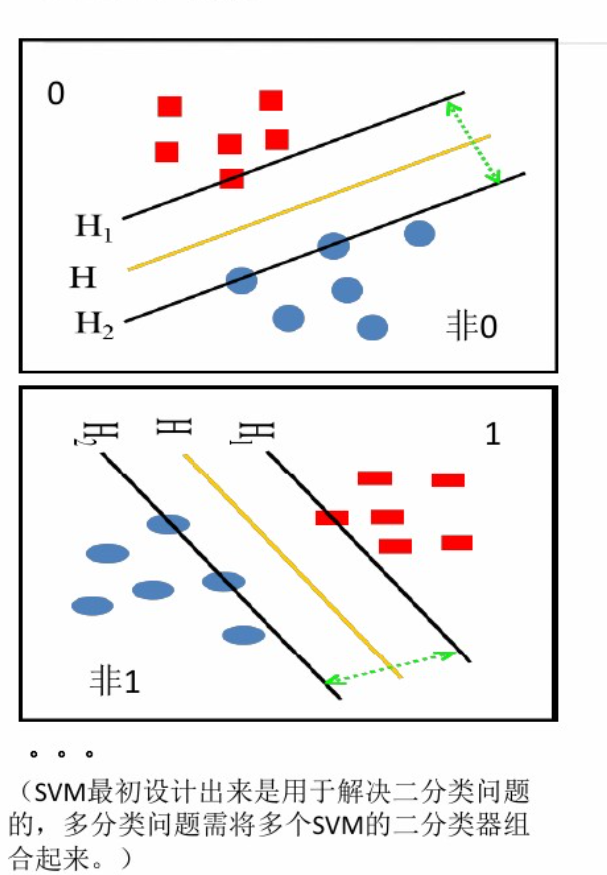 0
H₁
H
H₂
非0
H₂ H H₁ 1
非1
。。。
（SVM最初设计出来是用于解决二分类问题
的，多分类问题需将多个SVM的二分类器组
合起来。）